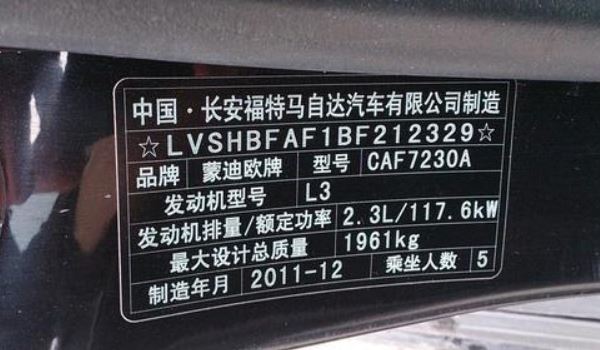 中国·长安福特马自达汽车有限公司制造
☆LVSHBFAF1BF212329☆
品牌 蒙迪欧牌 型号 CAF7230A
发动机型号 L3
发动机排量/额定功率 2.3L/117.6kW
最大设计总质量 1961kg
制造年月 2011-12 乘坐人数 5